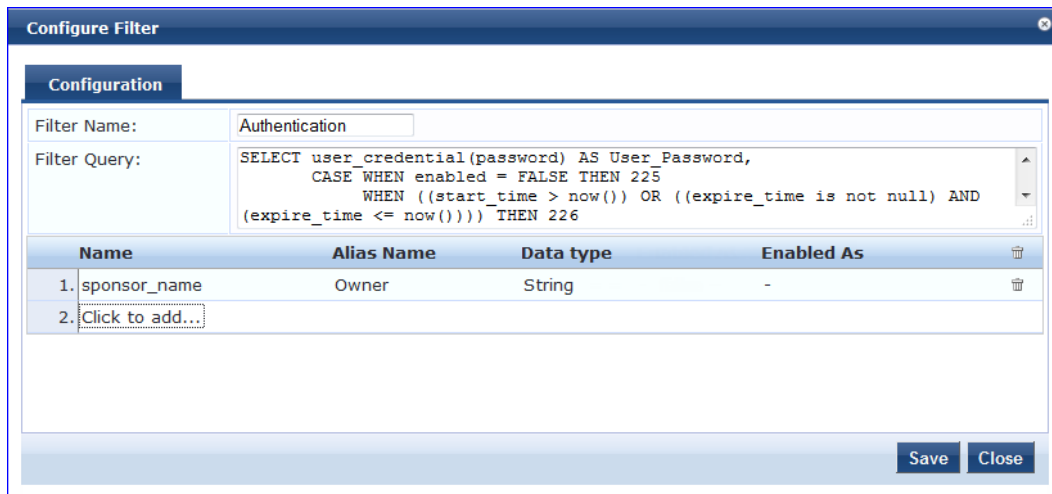 Configure Filter
Configuration
Filter Name: Authentication
Filter Query: SELECT user_credential(password) AS User_Password,
CASE WHEN enabled = FALSE THEN 225
WHEN ((start_time > now()) OR ((expire_time is not null) AND
(expire_time <= now()))) THEN 226
Name Alias Name Data type Enabled As
1. sponsor_name Owner String -
2. Click to add...
Save Close